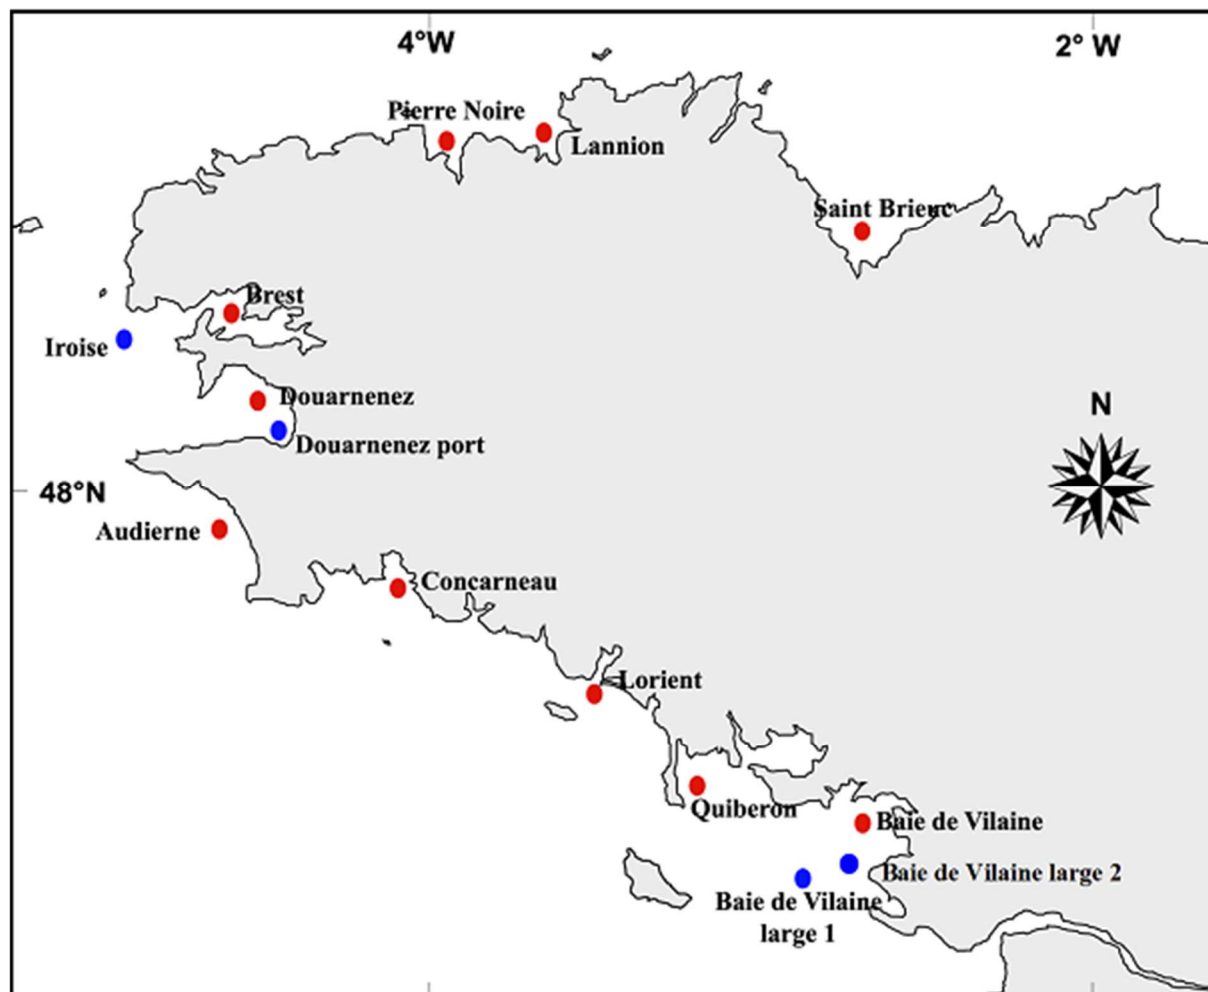 4°W
2° W
Pierre Noire
Lannion
Saint Brieuc
Brest
Iroise
Douarnenez
N
Douarnenez port
48°N
Audierne
Concarneau
Lorient
Quiberon
Baie de Vilaine
Baie de Vilaine large 2
Baie de Vilaine
large 1